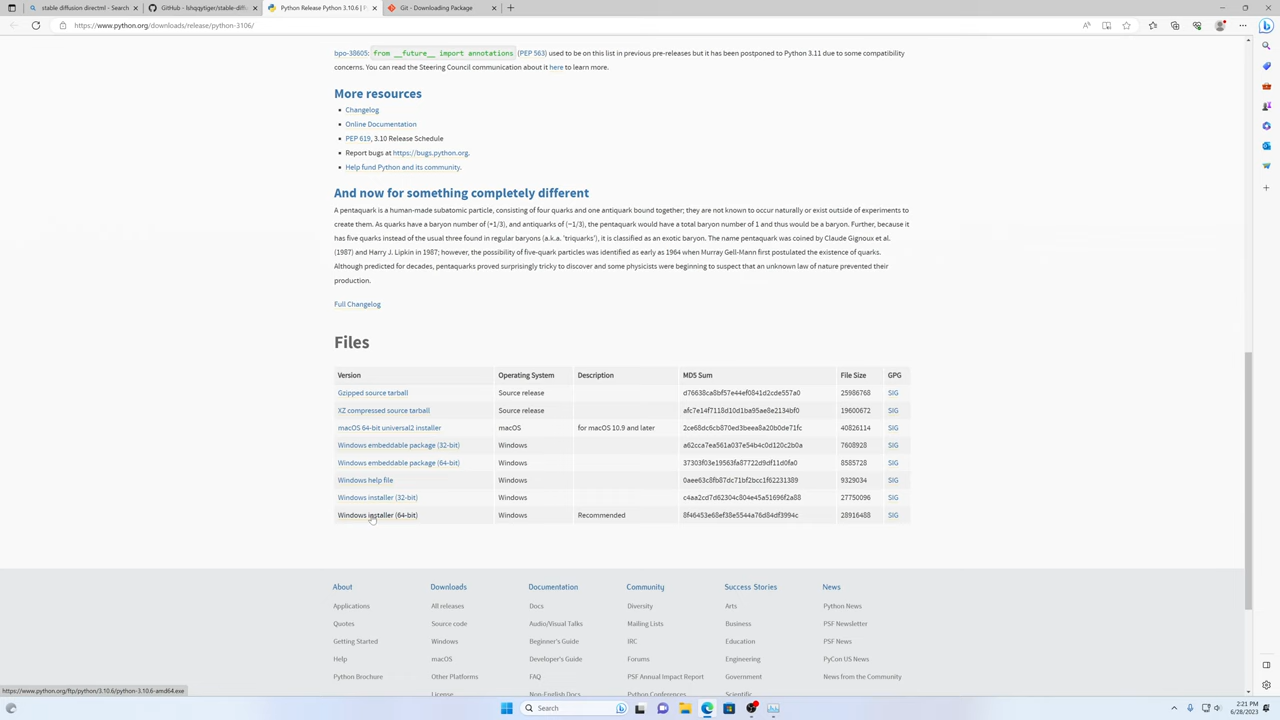 stable diffusion directml - Search
GitHub - lshqqytiger/stable-diff
Python Release Python 3.10.6 |
Git - Downloading Package
https://www.python.org/downloads/release/python-3106/
bpo-38605: from __future__ import annotations (PEP 563) used to be on this list in previous pre-releases but it has been postponed to Python 3.11 due to some compatibility
concerns. You can read the Steering Council communication about it here to learn more.
More resources
Changelog
Online Documentation
PEP 619, 3.10 Release Schedule
Report bugs at https://bugs.python.org.
Help fund Python and its community.
And now for something completely different
A pentaquark is a human-made subatomic particle, consisting of four quarks and one antiquark bound together; they are not known to occur naturally or exist outside of experiments to
create them. As quarks have a baryon number of (+1/3), and antiquarks of (−1/3), the pentaquark would have a total baryon number of 1 and thus would be a baryon. Further, because it
has five quarks instead of the usual three found in regular baryons (a.k.a. 'triquarks'), it is classified as an exotic baryon. The name pentaquark was coined by Claude Gignoux et al.
(1987) and Harry J. Lipkin in 1987; however, the possibility of five-quark particles was identified as early as 1964 when Murray Gell-Mann first postulated the existence of quarks.
Although predicted for decades, pentaquarks proved surprisingly tricky to discover and some physicists were beginning to suspect that an unknown law of nature prevented their
production.
Full Changelog
Files
Version Operating System Description MD5 Sum File Size GPG
Gzipped source tarball Source release d76638ca8bf57e44ef0841d2cde557a0 25986768 SIG
XZ compressed source tarball Source release afc7e14f7118d10d1ba95ae8e2134bf0 19600672 SIG
macOS 64-bit universal2 installer macOS for macOS 10.9 and later 2ce68dc6cb870ed3beea8a20b0de71fc 40826114 SIG
Windows embeddable package (32-bit) Windows a62cca7ea561a037e54b4c0d120c2b0a 7608928 SIG
Windows embeddable package (64-bit) Windows 37303f03e19563fa87722d9df11d0fa0 8585728 SIG
Windows help file Windows 0aee63c8fb87dc71bf2bcc1f62231389 9329034 SIG
Windows installer (32-bit) Windows c4aa2cd7d62304c804e45a51696f2a88 27750096 SIG
Windows installer (64-bit) Windows Recommended 8f46453e68ef38e5544a76d84df3994c 28916488 SIG
About Downloads Documentation Community Success Stories News
Applications All releases Docs Diversity Arts Python News
Quotes Source code Audio/Visual Talks Mailing Lists Business PSF Newsletter
Getting Started Windows Beginner's Guide IRC Education PSF News
Help macOS Developer's Guide Forums Engineering PyCon US News
Python Brochure Other Platforms FAQ PSF Annual Impact Report Government News from the Community
License Non-English Docs Python Conferences Scientific
https://www.python.org/ftp/python/3.10.6/python-3.10.6-amd64.exe
Search
2:21 PM
6/28/2023